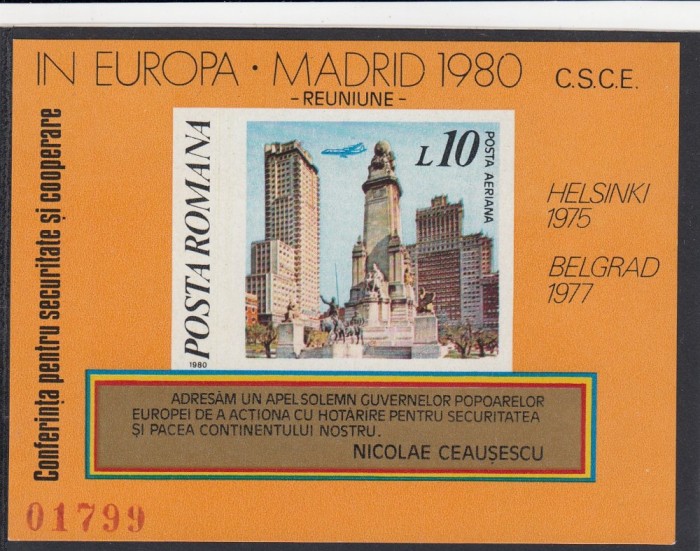 IN EUROPA · MADRID 1980
-REUNIUNE-
C.S.C.E.
Conferința pentru securitate și cooperare
POSTA ROMANA
1980
L10
POSTA AERIANA
HELSINKI
1975
BELGRAD
1977
ADRESĂM UN APEL SOLEMN GUVERNELOR POPOARELOR
EUROPEI DE A ACTIONA CU HOTĂRÎRE PENTRU SECURITATEA
ȘI PACEA CONTINENTULUI NOSTRU.
NICOLAE CEAUȘESCU
01799